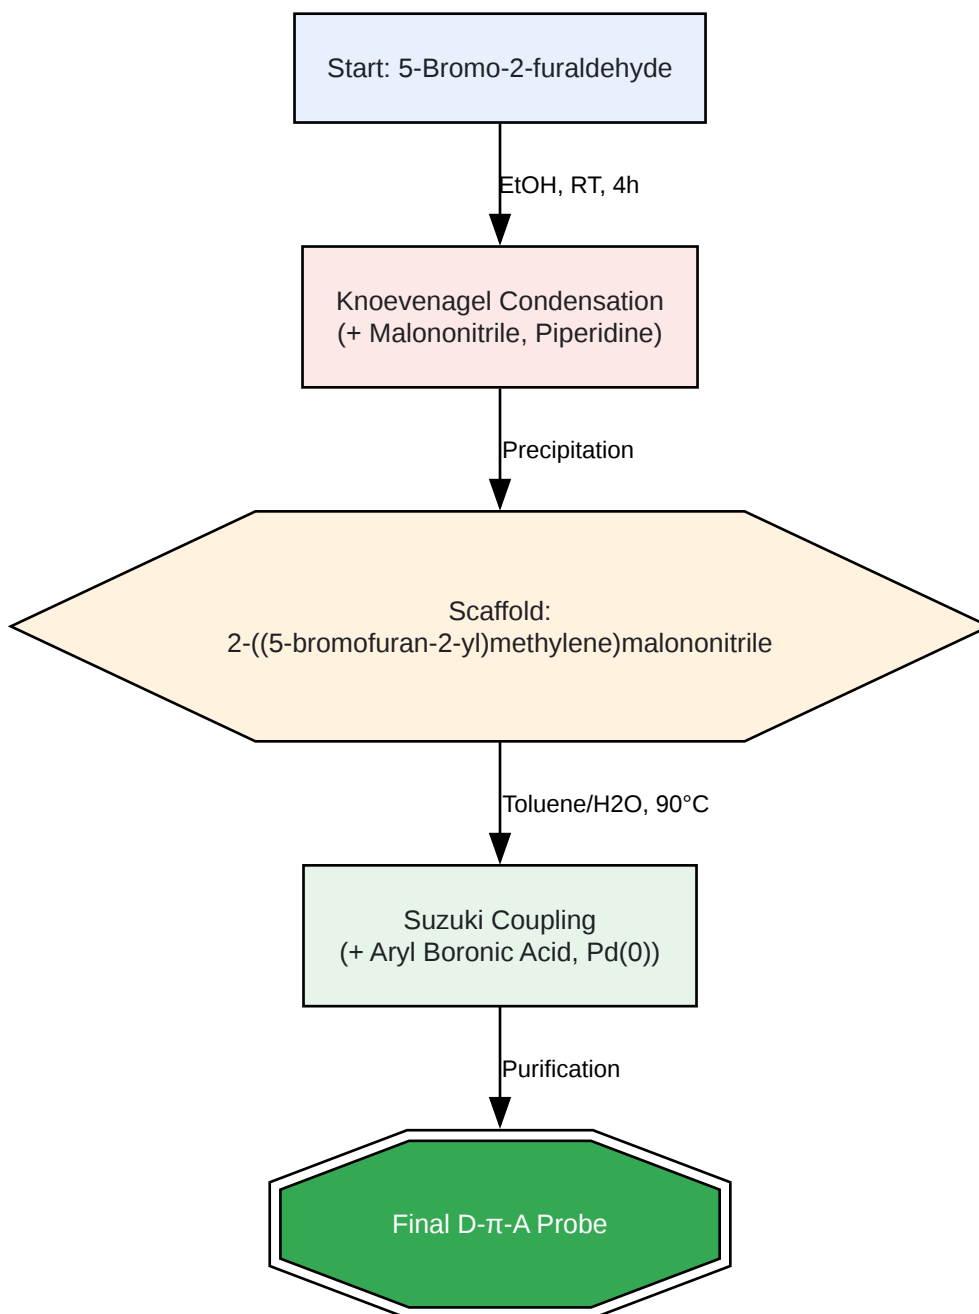 Start: 5-Bromo-2-furaldehyde
EtOH, RT, 4h
Knoevenagel Condensation
(+ Malononitrile, Piperidine)
Precipitation
Scaffold:
2-((5-bromofuran-2-yl)methylene)malononitrile
Toluene/H2O, 90°C
Suzuki Coupling
(+ Aryl Boronic Acid, Pd(0))
Purification
Final D-π-A Probe